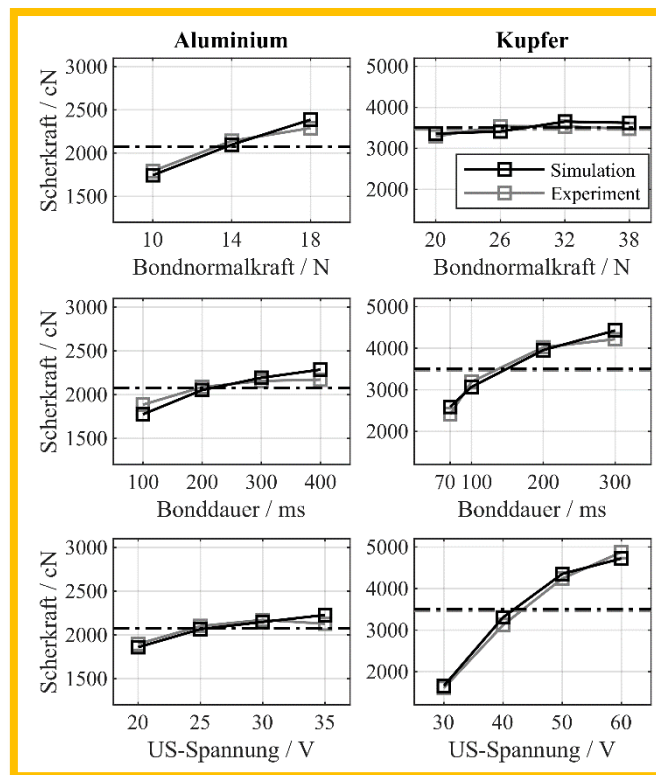 Aluminium
Kupfer
Scherkraft / cN
3000
2500
2000
1500
10 14 18
Bondnormalkraft / N
5000
4000
3000
2000
Simulation
Experiment
20 26 32 38
Bondnormalkraft / N
Scherkraft / cN
3000
2500
2000
1500
100 200 300 400
Bonddauer / ms
5000
4000
3000
2000
70 100 200 300
Bonddauer / ms
Scherkraft / cN
3000
2500
2000
1500
20 25 30 35
US-Spannung / V
5000
4000
3000
2000
30 40 50 60
US-Spannung / V